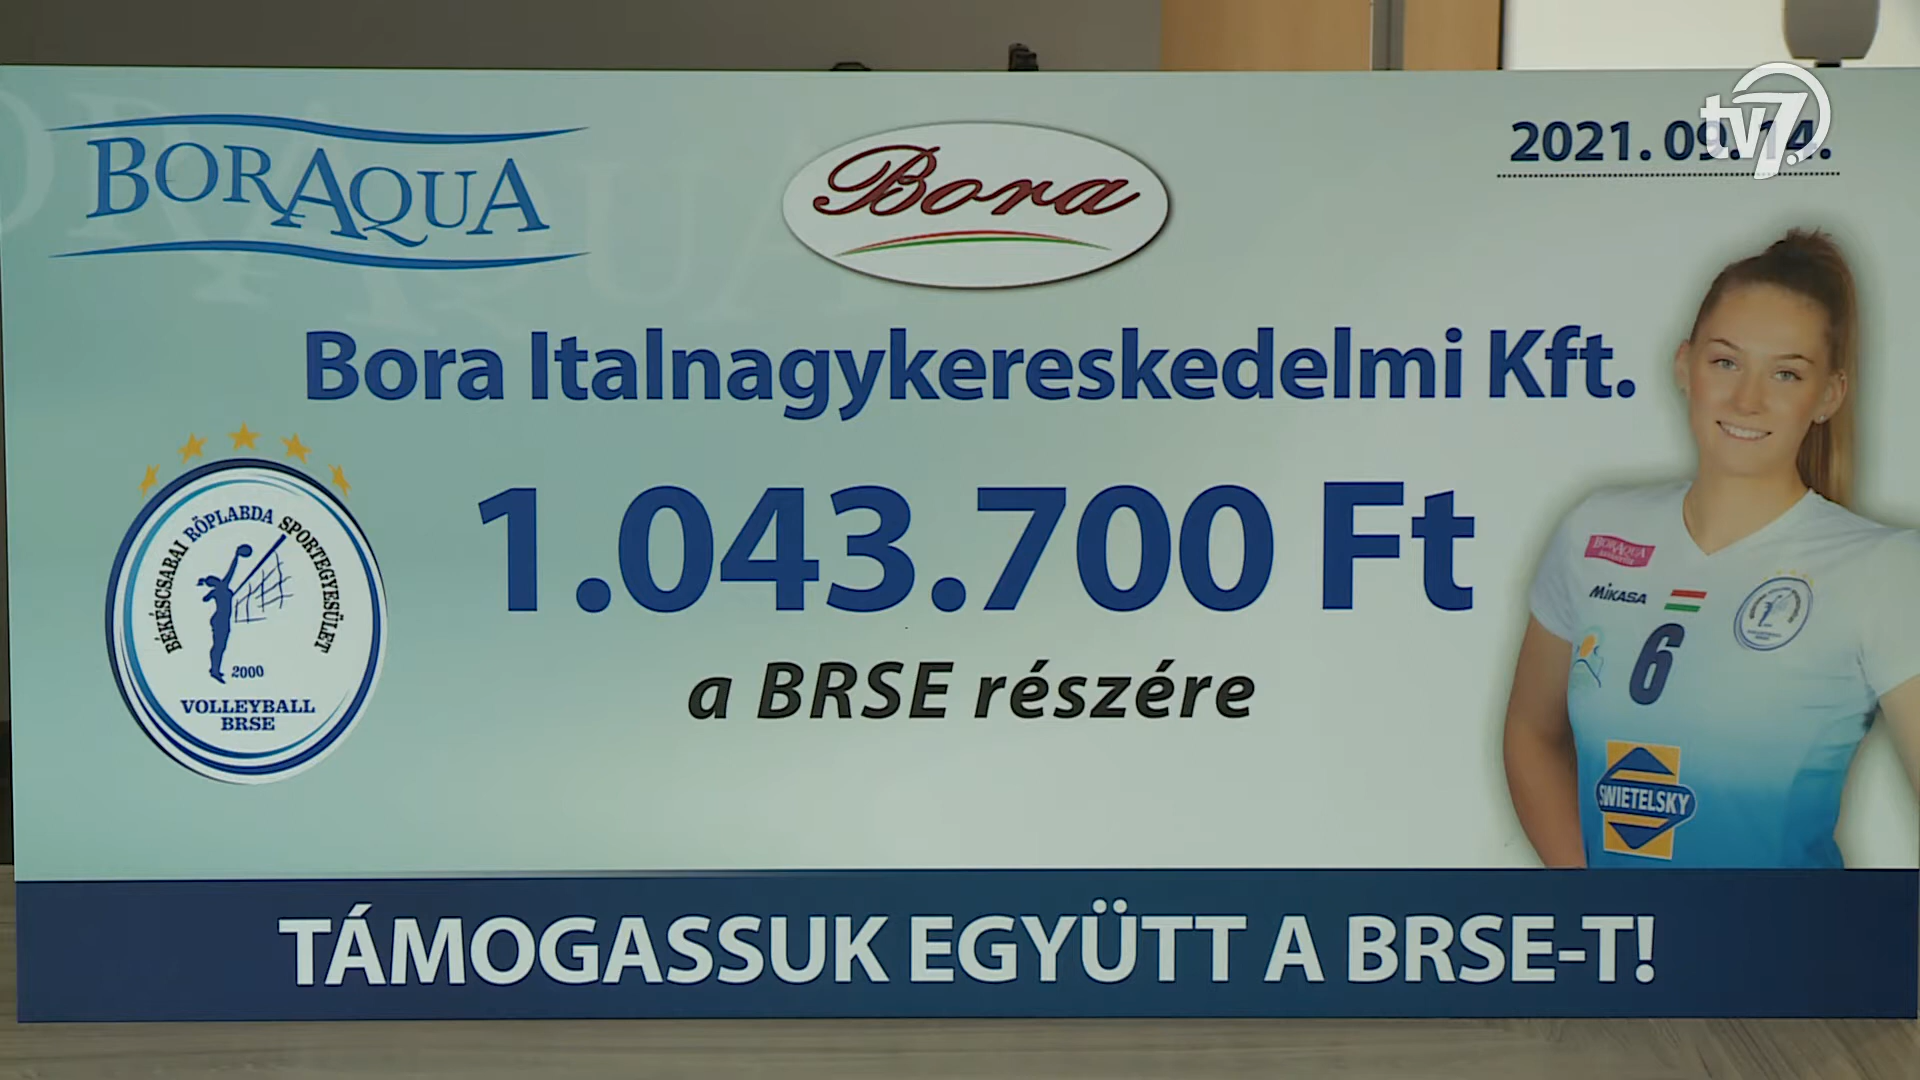 BORAQUA
Bora
2021. 09. 14.
tv7
Bora Italnagykereskedelmi Kft.
1.043.700 Ft
a BRSE részére
BÉKÉSCSABAI RÖPLABDA SPORTEGYESÜLET
2000
VOLLEYBALL
BRSE
BORAQUA
MIKASA
6
SWIETELSKY
TÁMOGASSUK EGYÜTT A BRSE-T!